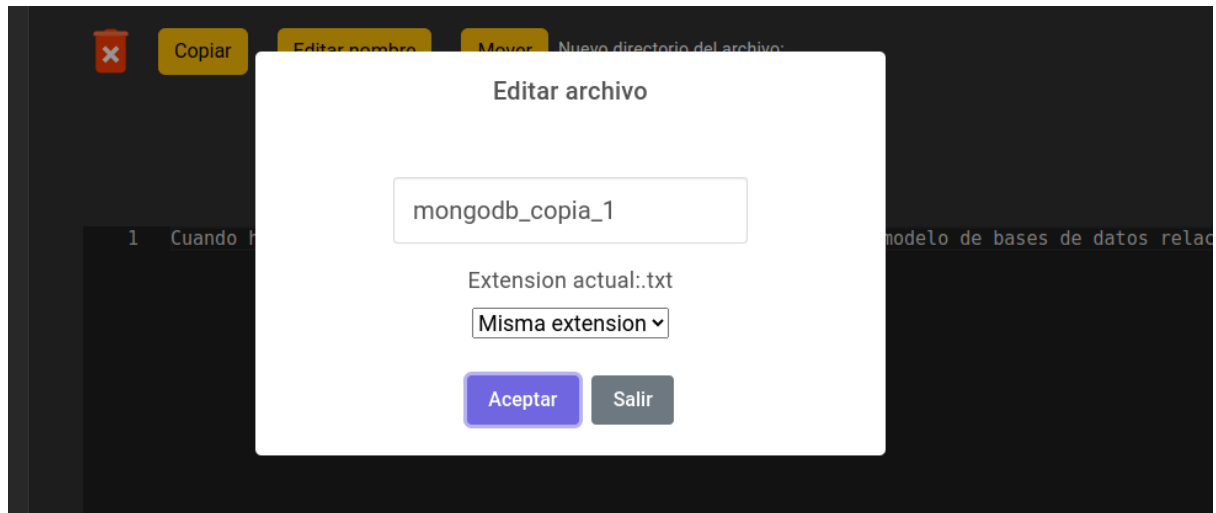 Copiar Editar nombre Mover Nuevo directorio del archivo:
Editar archivo
mongodb_copia_1
1 Cuando modelo de bases de datos
Extension actual:.txt
Misma extension
Aceptar Salir